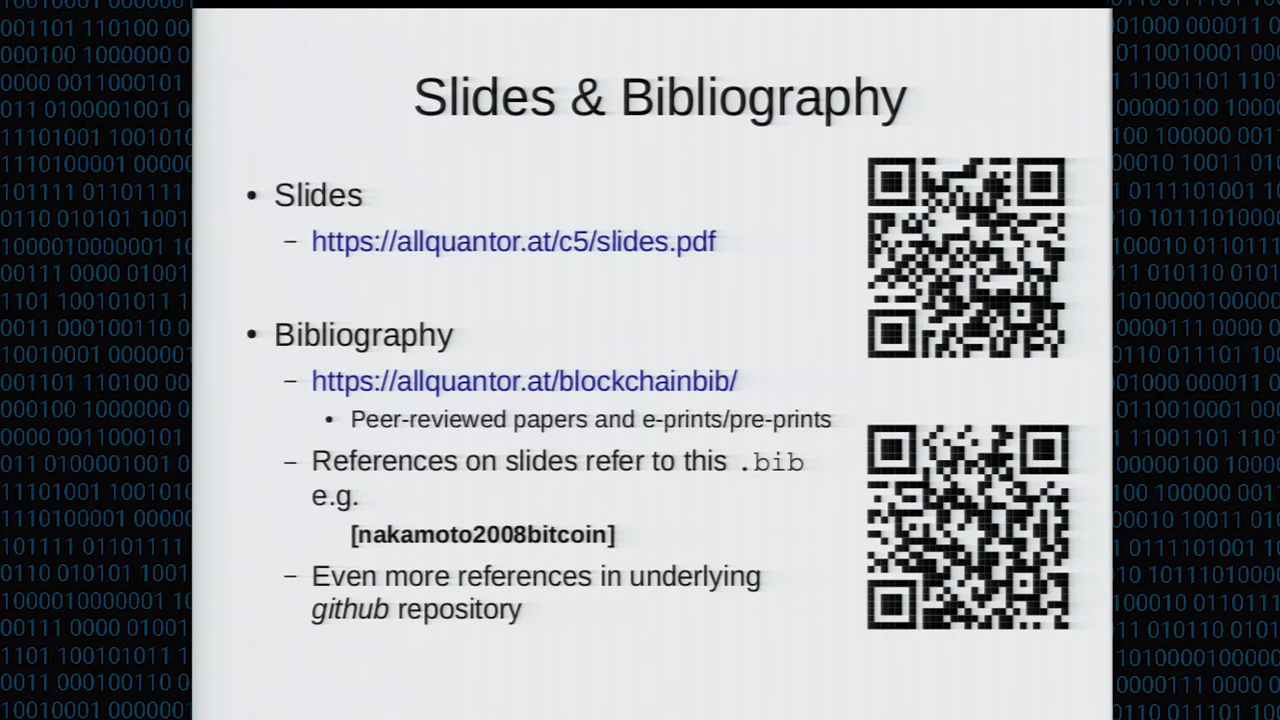 Slides & Bibliography
• Slides
– https://allquantor.at/c5/slides.pdf
• Bibliography
– https://allquantor.at/blockchainbib/
• Peer-reviewed papers and e-prints/pre-prints
– References on slides refer to this .bib
e.g.
[nakamoto2008bitcoin]
– Even more references in underlying
github repository